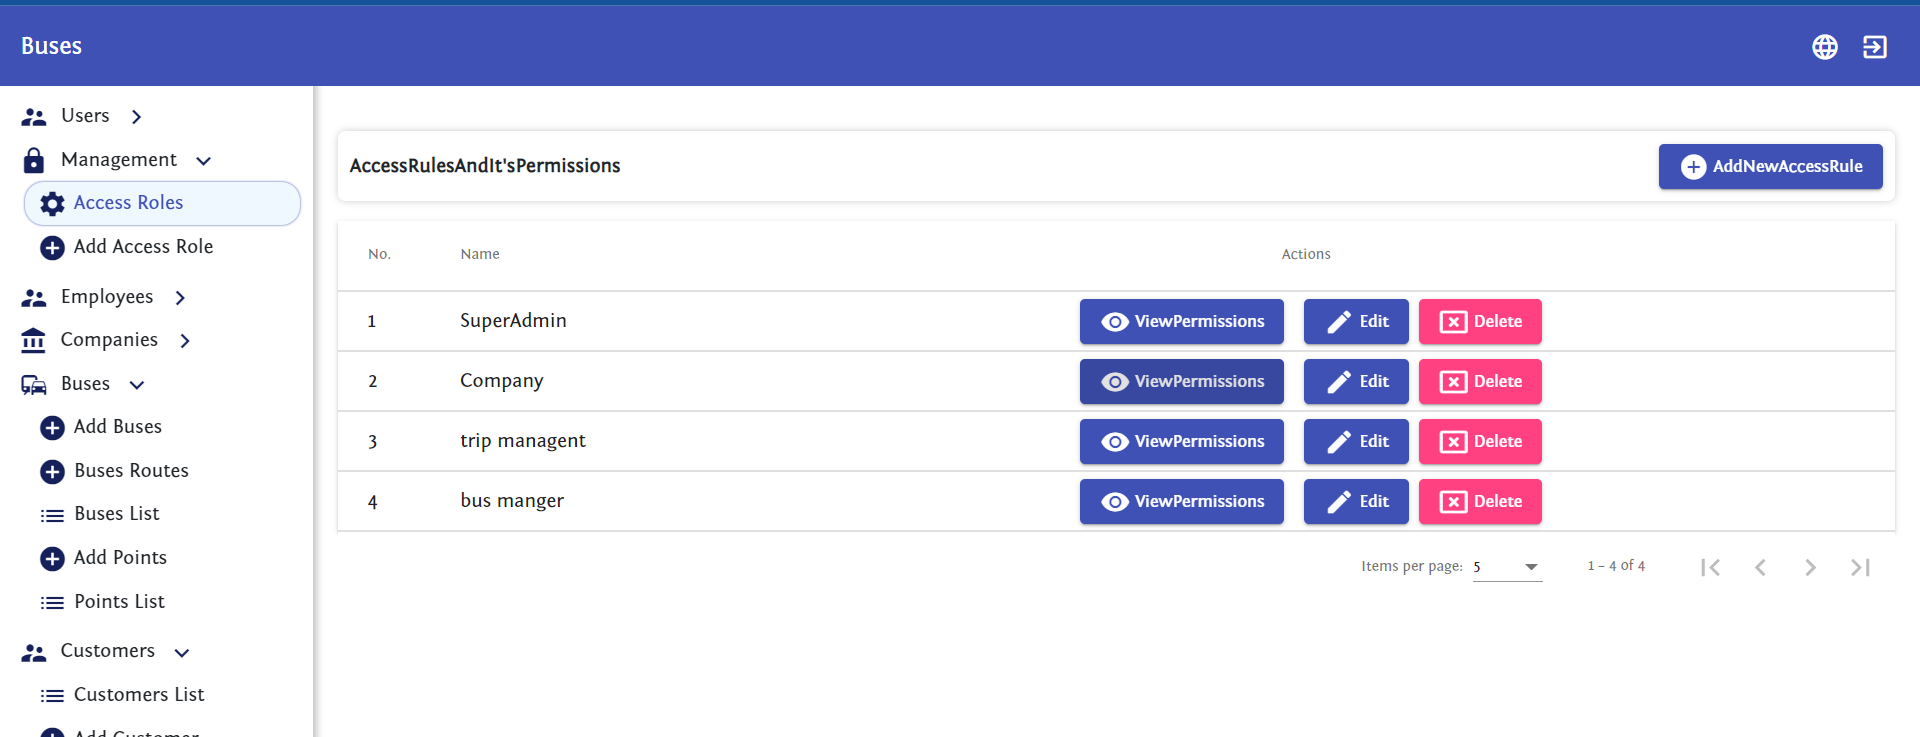 Buses
Users
Management
Access Roles
Add Access Role
Employees
Companies
Buses
Add Buses
Buses Routes
Buses List
Add Points
Points List
Customers
Customers List
Add Customer
AccessRulesAndIt'sPermissions
AddNewAccessRule
No. Name Actions
1 SuperAdmin ViewPermissions Edit Delete
2 Company ViewPermissions Edit Delete
3 trip managent ViewPermissions Edit Delete
4 bus manger ViewPermissions Edit Delete
Items per page: 5 1 – 4 of 4